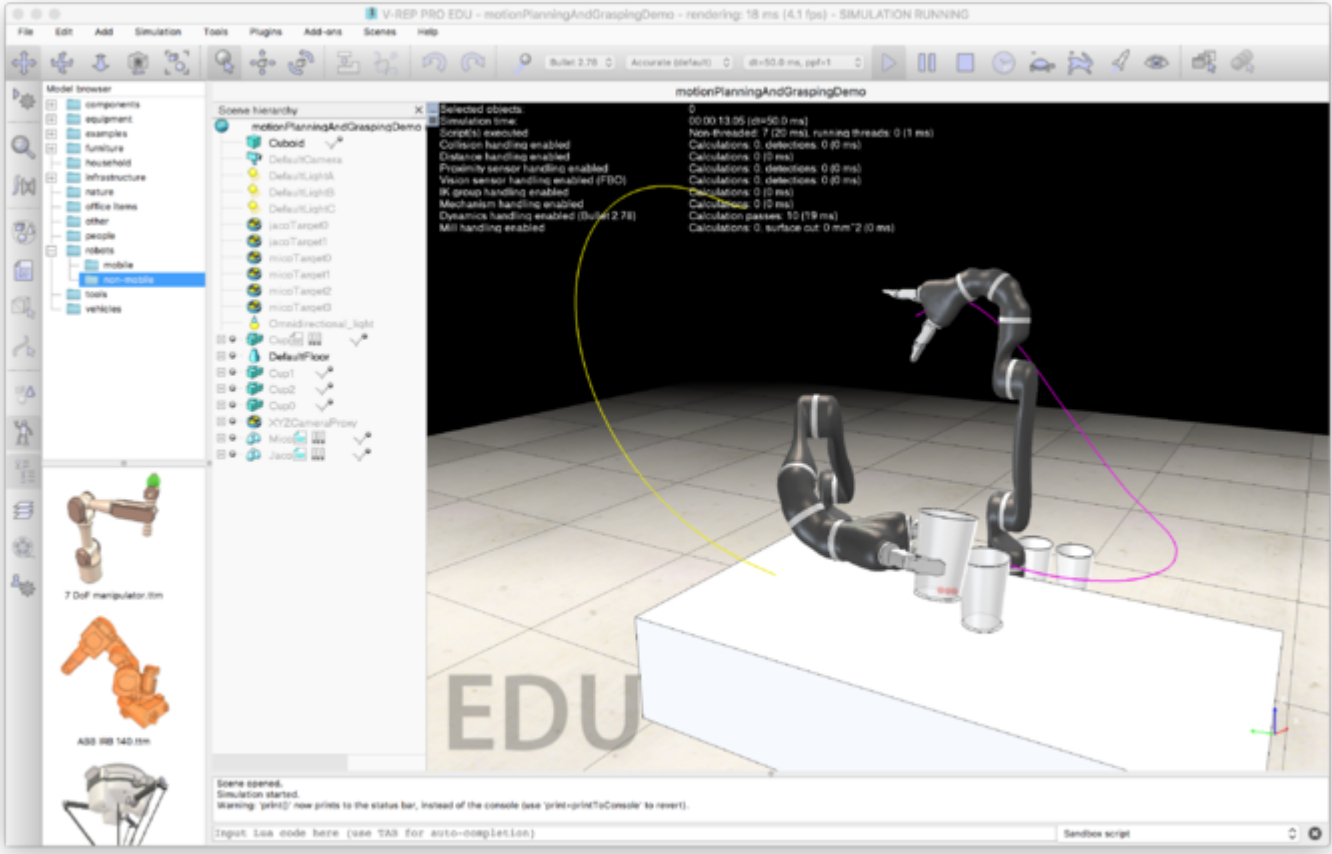 V-REP PRO EDU - motionPlanningAndGraspingDemo - rendering: 18 ms (4.1 fps) - SIMULATION RUNNING
File Edit Add Simulation Tools Plugins Add-ons Scenes Help
Bullet 2.78 Accurate (default) dt=50.0 ms, ppf=1
motionPlanningAndGraspingDemo
Model browser
components
equipment
examples
furniture
household
infrastructure
nature
office items
other
people
robots
mobile
non-mobile
tools
vehicles
7 DoF manipulator.ttm
ABB IRB 140.ttm
Scene hierarchy
motionPlanningAndGraspingDemo
Cuboid
DefaultCamera
DefaultLightA
DefaultLightB
DefaultLightC
jacoTarget0
jacoTarget1
micoTarget0
micoTarget1
micoTarget2
micoTarget3
Omnidirectional_light
Cup
DefaultFloor
Cup1
Cup2
Cup0
XYZCameraProxy
Mico
Jaco
Selected objects: 0
Simulation time: 00:00:13.05 (dt=50.0 ms)
Script(s) executed Non-threaded: 7 (20 ms), running threads: 0 (1 ms)
Collision handling enabled Calculations: 0, detections: 0 (0 ms)
Distance handling enabled Calculations: 0 (0 ms)
Proximity sensor handling enabled Calculations: 0, detections: 0 (0 ms)
Vision sensor handling enabled (FBO) Calculations: 0, detections: 0 (0 ms)
IK group handling enabled Calculations: 0 (0 ms)
Mechanism handling enabled Calculations: 0 (0 ms)
Dynamics handling enabled (Bullet 2.78) Calculation passes: 10 (19 ms)
Mill handling enabled Calculations: 0, surface cut: 0 mm^2 (0 ms)
EDU
Scene opened.
Simulation started.
Warning: 'print()' now prints to the status bar, instead of the console (use 'print=printToConsole' to revert).
Input Lua code here (use TAB for auto-completion)
Sandbox script